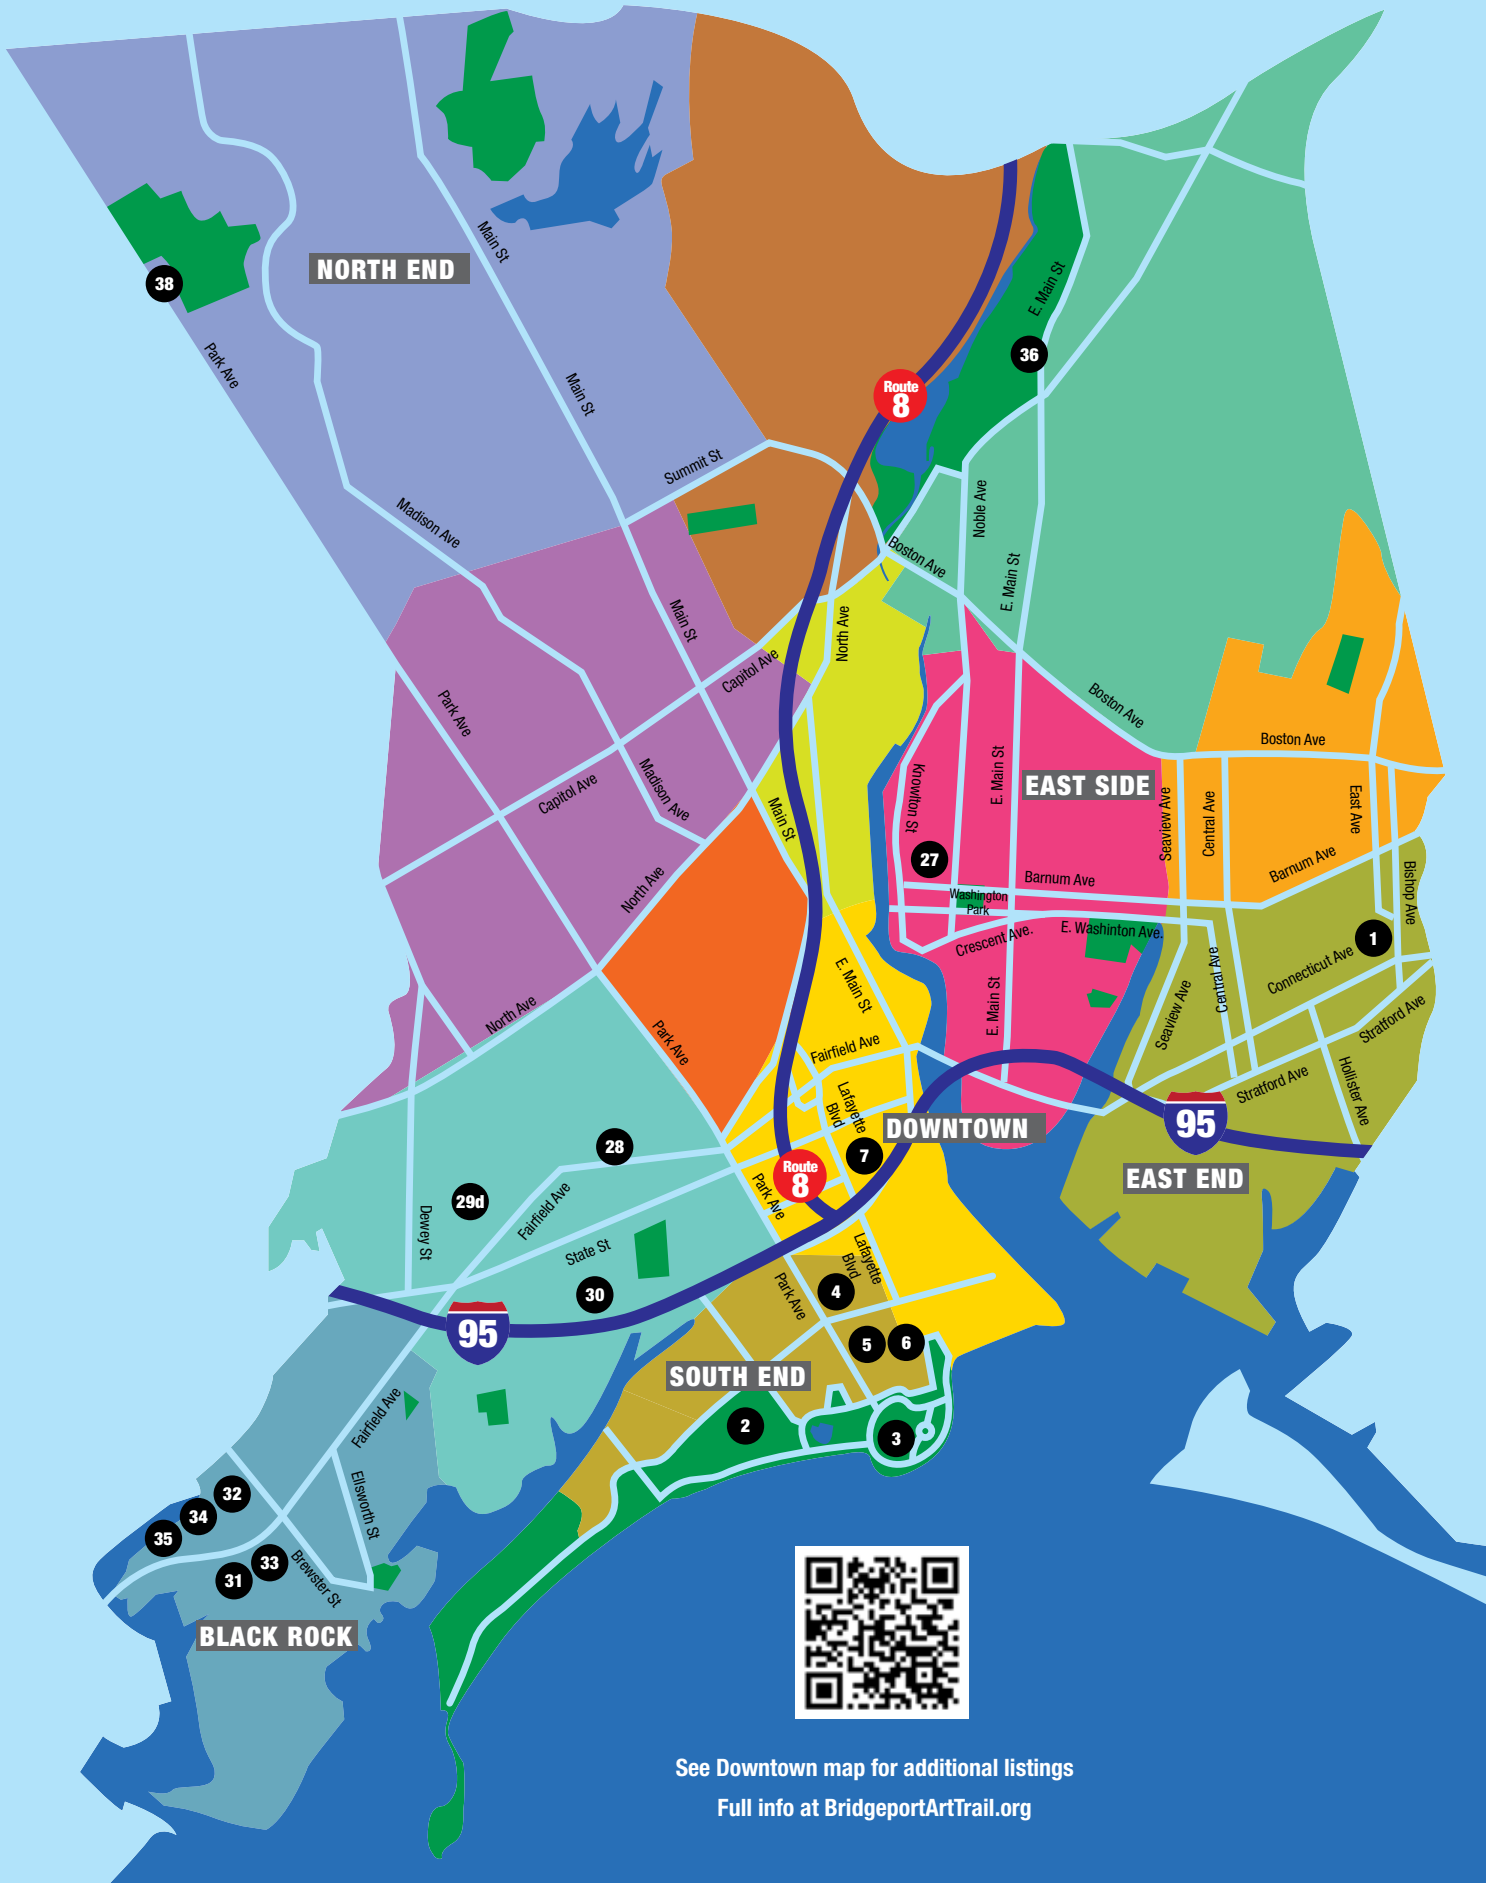 Main St
NORTH END
38
E. Main St
Park Ave
36
Route
8
Main St
Summit St
Madison Ave
Noble Ave
Boston Ave
E. Main St
Main St
North Ave
Capitol Ave
Park Ave
Boston Ave
Boston Ave
Madison Ave
Capitol Ave
Main St
Knowlton St
E. Main St
EAST SIDE
Seaview Ave
Central Ave
East Ave
27
Barnum Ave
Barnum Ave
North Ave
Washington
Park
Bishop Ave
Crescent Ave.
E. Washinton Ave.
1
E. Main St
Connecticut Ave
North Ave
E. Main St
Seaview Ave
Central Ave
Park Ave
Fairfield Ave
Stratford Ave
Stratford Ave
Hollister Ave
Lafayette
Blvd
DOWNTOWN
95
28
7
Route
8
EAST END
29d
Park Ave
Dewey St
Fairfield Ave
State St
Lafayette
Blvd
30
Park Ave
4
95
5
6
SOUTH END
Fairfield Ave
2
3
32
Ellsworth St
34
35
33
31
Brewster St
BLACK ROCK
See Downtown map for additional listings
Full info at BridgeportArtTrail.org